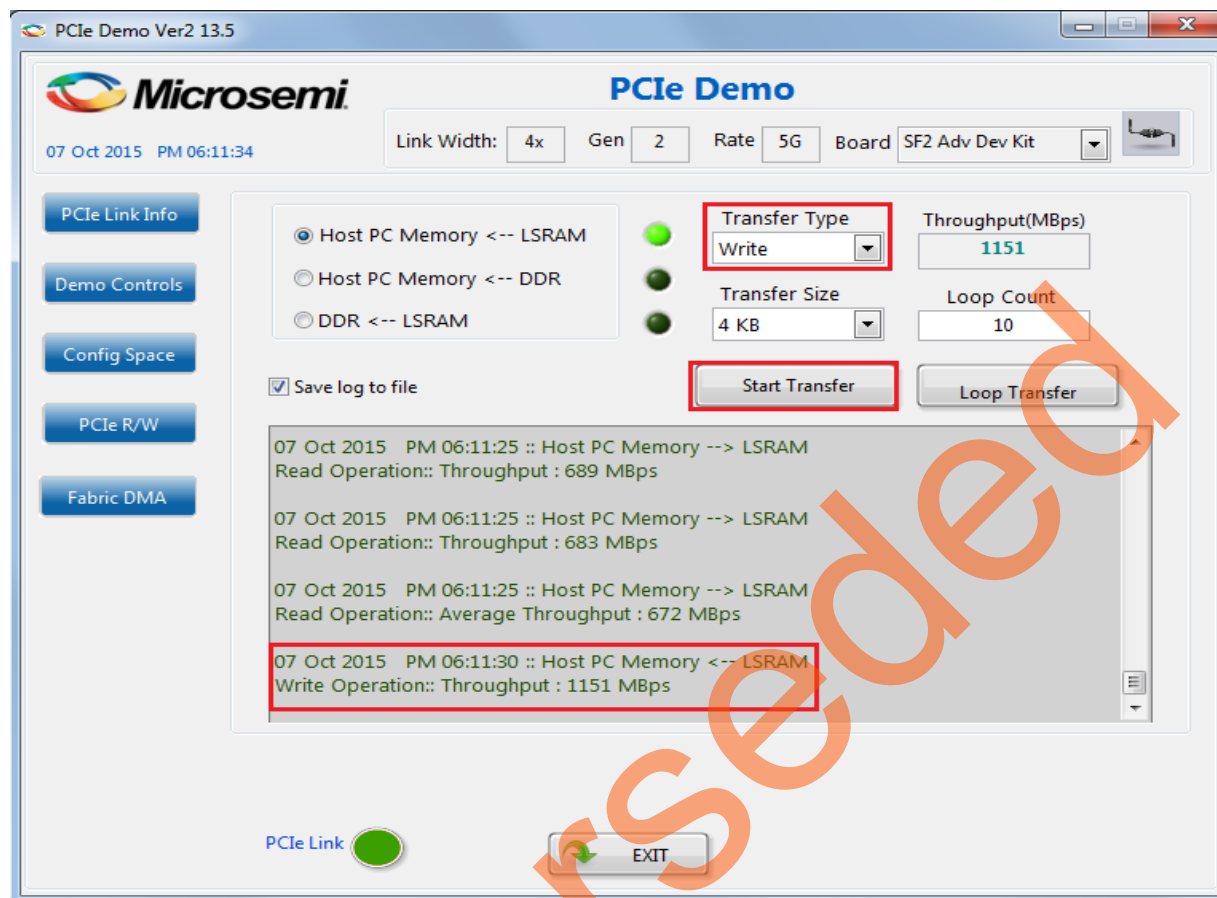 PCIe Demo Ver2 13.5
Microsemi.
PCIe Demo
07 Oct 2015 PM 06:11:34
Link Width: 4x Gen 2 Rate 5G Board SF2 Adv Dev Kit
PCIe Link Info
Demo Controls
Config Space
PCIe R/W
Fabric DMA
Host PC Memory <-- LSRAM
Host PC Memory <-- DDR
DDR <-- LSRAM
Transfer Type
Write
Throughput(MBps)
1151
Transfer Size
4 KB
Loop Count
10
Save log to file
Start Transfer
Loop Transfer
07 Oct 2015 PM 06:11:25 :: Host PC Memory --> LSRAM
Read Operation:: Throughput : 689 MBps
07 Oct 2015 PM 06:11:25 :: Host PC Memory --> LSRAM
Read Operation:: Throughput : 683 MBps
07 Oct 2015 PM 06:11:25 :: Host PC Memory --> LSRAM
Read Operation:: Average Throughput : 672 MBps
07 Oct 2015 PM 06:11:30 :: Host PC Memory <-- LSRAM
Write Operation:: Throughput : 1151 MBps
PCIe Link
EXIT
rseded